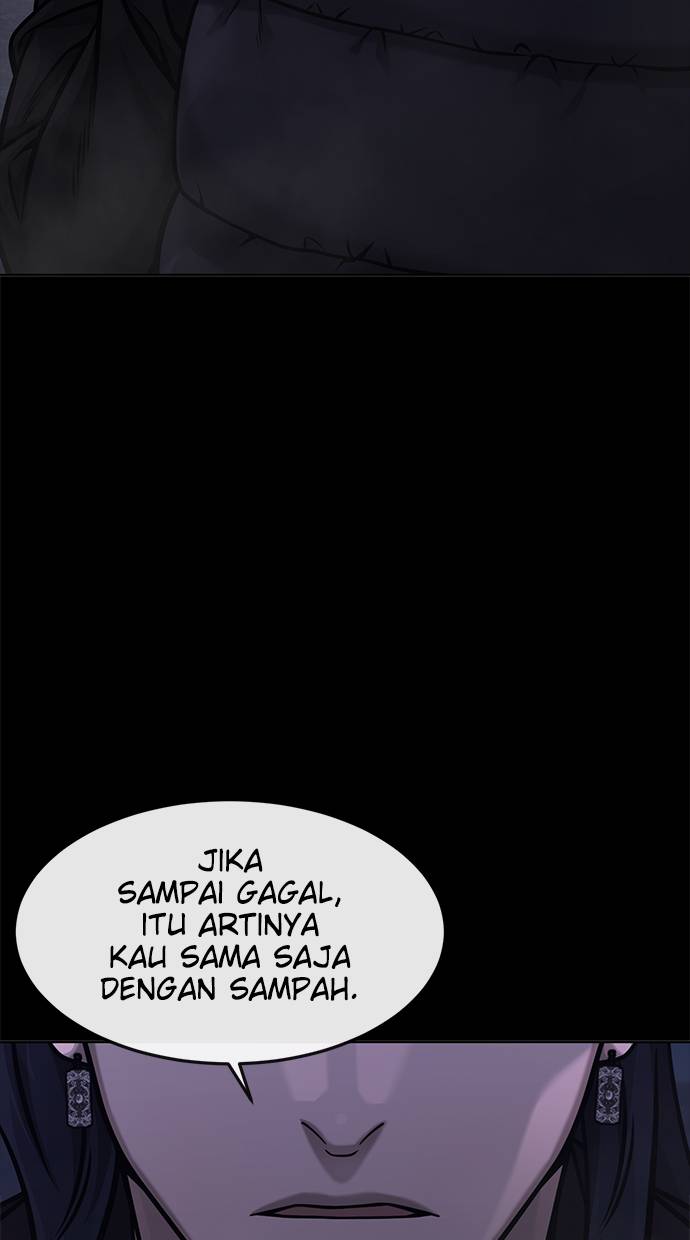 JIKA
SAMPAI GAGAL,
ITU ARTINYA
KAU SAMA SAJA
DENGAN SAMPAH.